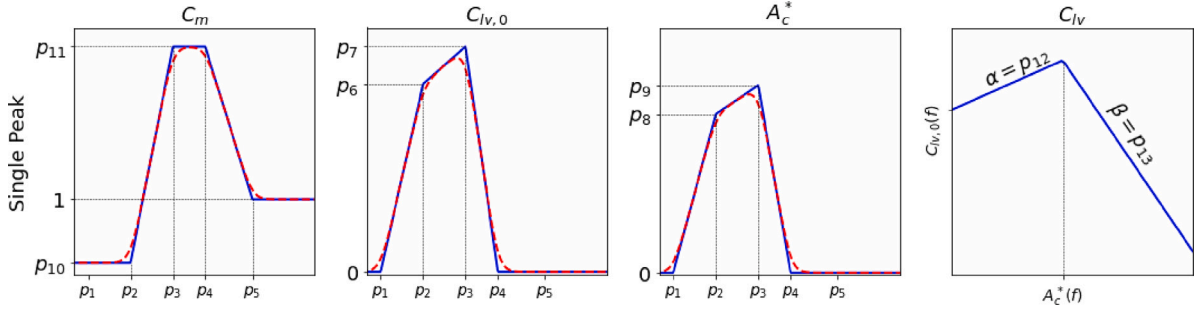 C_m
C_{lv,0}
A_c^*
C_{lv}
Single Peak
p_{11}
1
p_{10}
p_1 p_2 p_3 p_4 p_5
p_7
p_6
0
p_1 p_2 p_3 p_4 p_5
p_9
p_8
0
p_1 p_2 p_3 p_4 p_5
C_{lv,0}(f)
α = p_{12}
β = p_{13}
A_c^*(f)